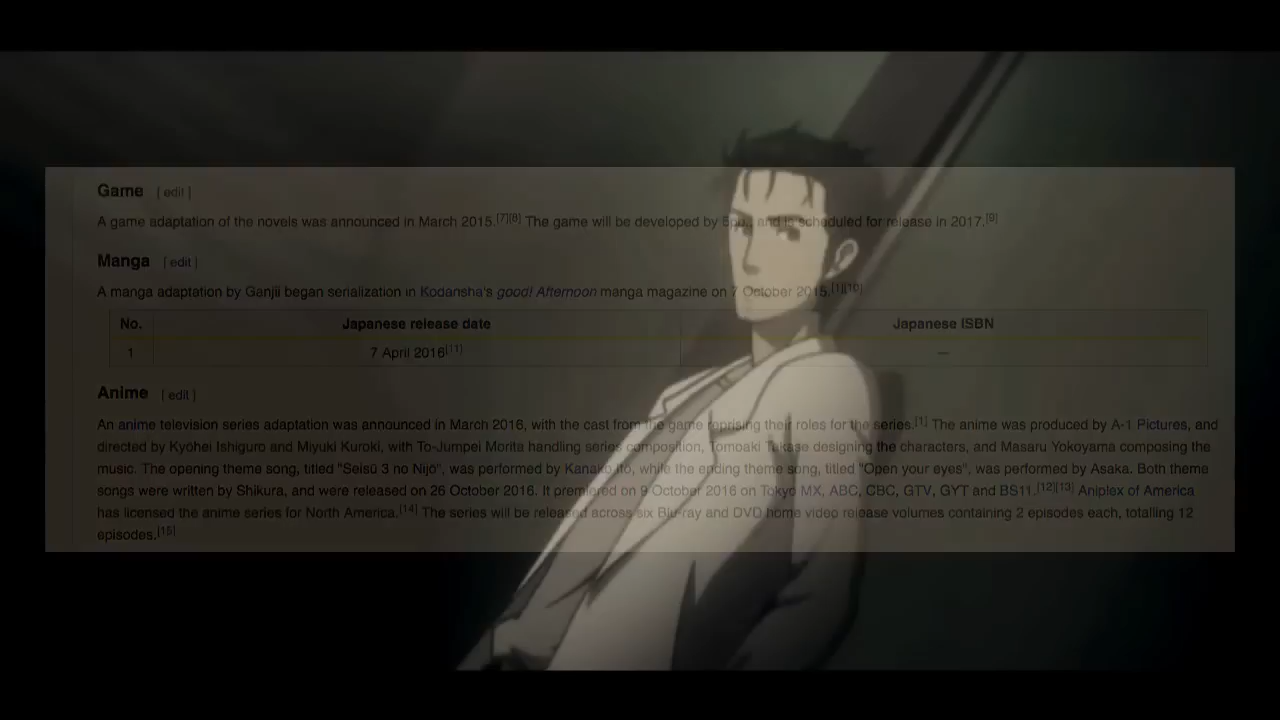 Game [ edit ]
A game adaptation of the novels was announced in March 2015.[7][8] The game will be developed by 5pb. and is scheduled for release in 2017.[9]
Manga [ edit ]
A manga adaptation by Ganjii began serialization in Kodansha's good! Afternoon manga magazine on 7 October 2015.[1][10]
No. Japanese release date Japanese ISBN
1 7 April 2016[11] —
Anime [ edit ]
An anime television series adaptation was announced in March 2016, with the cast from the game reprising their roles for the series.[1] The anime was produced by A-1 Pictures, and
directed by Kyōhei Ishiguro and Miyuki Kuroki, with To-Jumpei Morita handling series composition, Tomoaki Takase designing the characters, and Masaru Yokoyama composing the
music. The opening theme song, titled "Seisū 3 no Nijō", was performed by Kanako Itō, while the ending theme song, titled "Open your eyes", was performed by Asaka. Both theme
songs were written by Shikura, and were released on 26 October 2016. It premiered on 9 October 2016 on Tokyo MX, ABC, CBC, GTV, GYT and BS11.[12][13] Aniplex of America
has licensed the anime series for North America.[14] The series will be released across six Blu-ray and DVD home video release volumes containing 2 episodes each, totalling 12
episodes.[15]